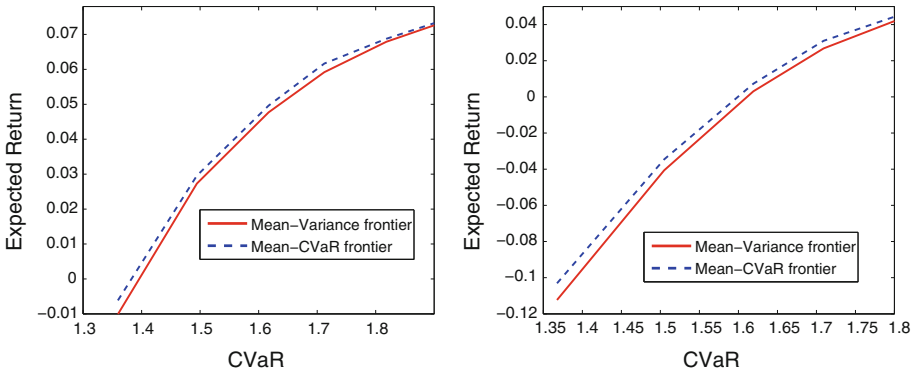 0.07
0.06
0.05
0.04
0.03
0.02
0.01
0
−0.01
Expected Return
Mean−Variance frontier
Mean−CVaR frontier
1.3 1.4 1.5 1.6 1.7 1.8
CVaR
0.04
0.02
0
−0.02
−0.04
−0.06
−0.08
−0.1
−0.12
Expected Return
Mean−Variance frontier
Mean−CVaR frontier
1.35 1.4 1.45 1.5 1.55 1.6 1.65 1.7 1.75 1.8
CVaR